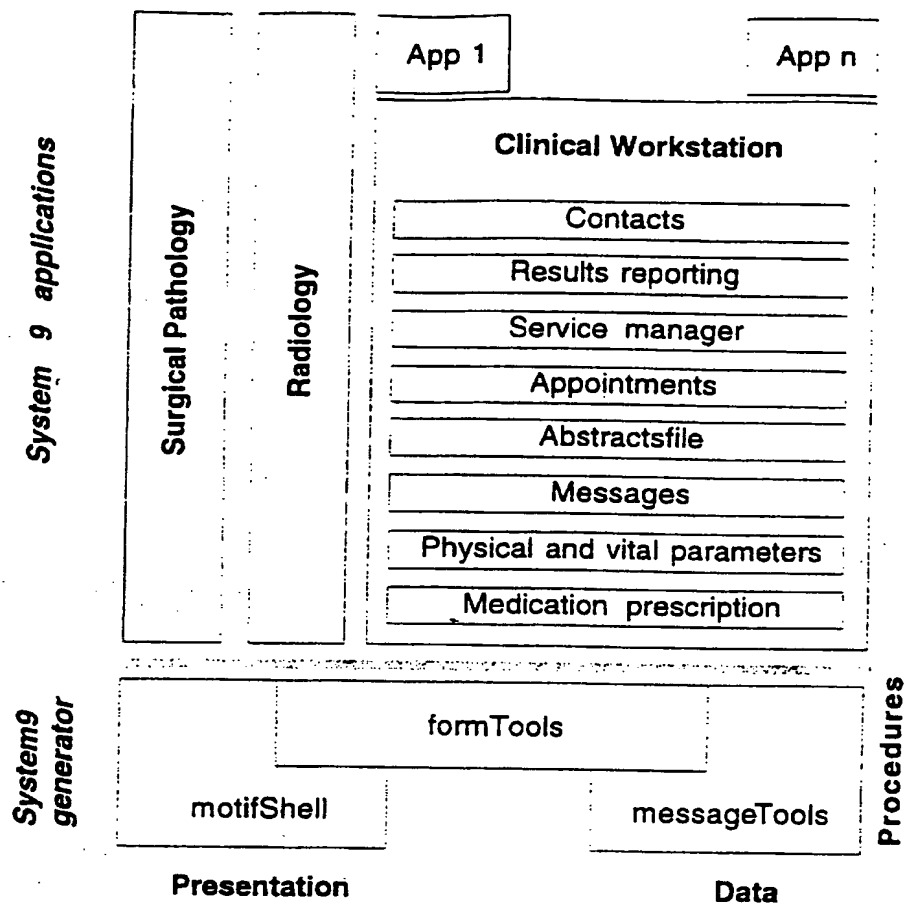 App 1
App n
System 9 applications
Surgical Pathology
Radiology
Clinical Workstation
Contacts
Results reporting
Service manager
Appointments
Abstractsfile
Messages
Physical and vital parameters
Medication prescription
System9
generator
formTools
motifShell
messageTools
Procedures
Presentation
Data